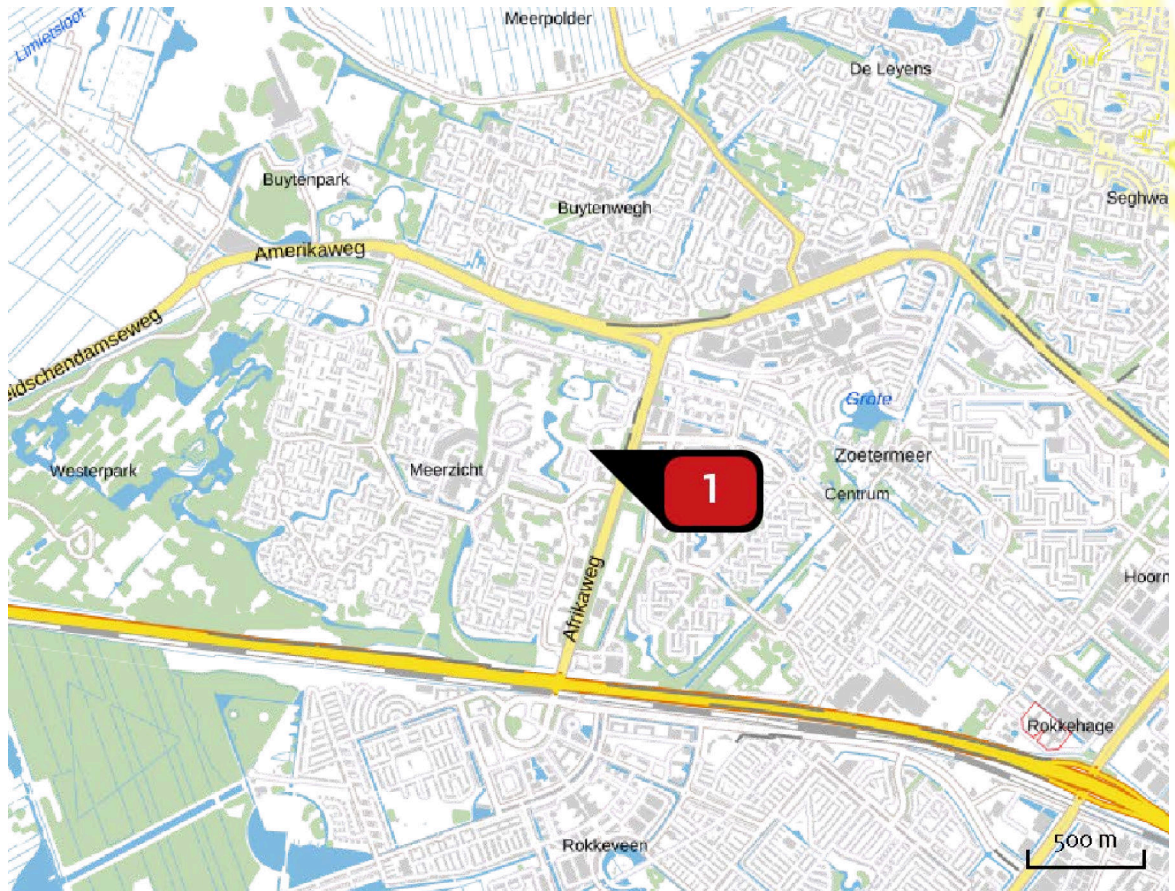 Meerpolder
Limietsloot
De Leyens
Buytenpark
Buytenwegh
Seghwa
Amerikaweg
eidschendamseweg
Grote
Westerpark
Meerzicht
Zoetermeer
1
Centrum
Afrikaweg
Hoorn
Rokkehage
Rokkeveen
500 m